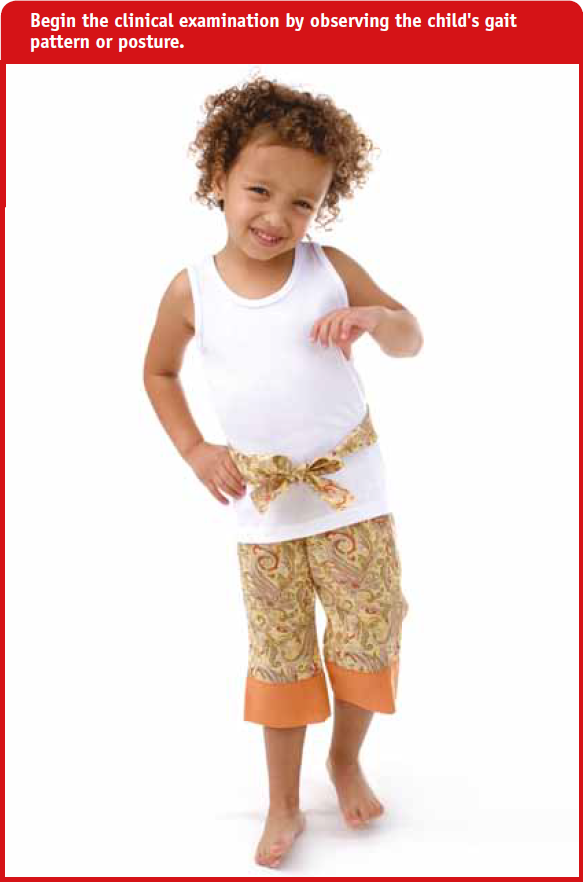 Begin the clinical examination by observing the child's gait
pattern or posture.